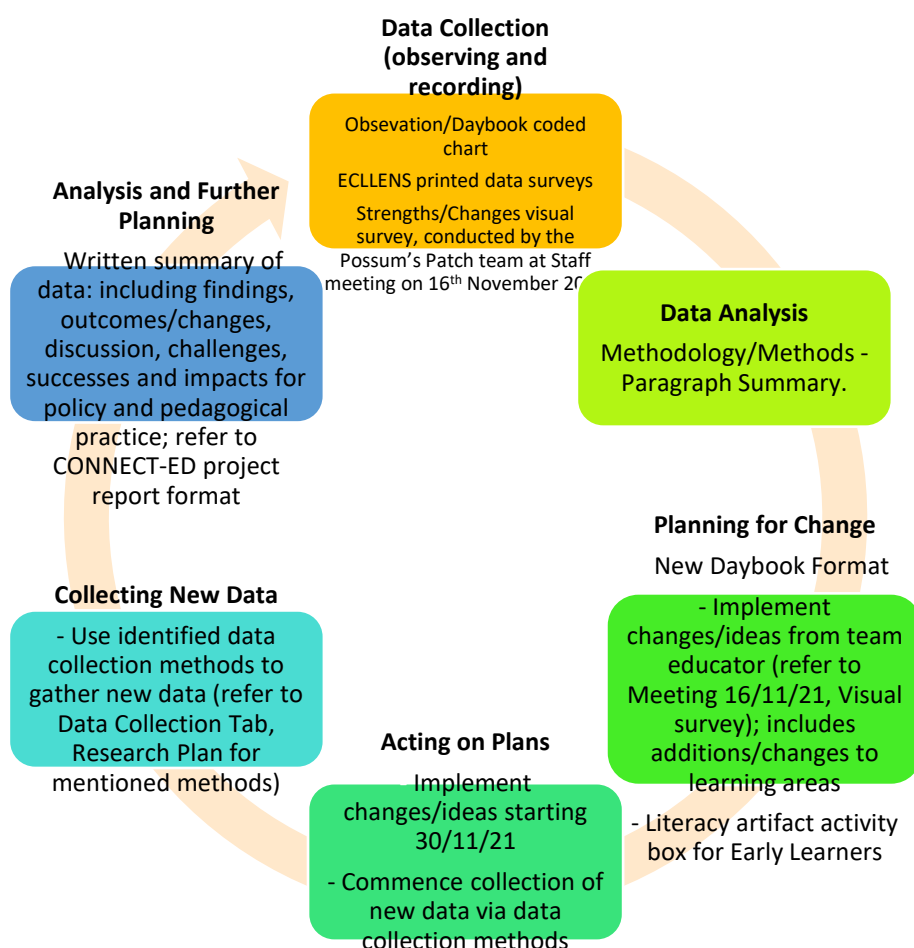 Data Collection
(observing and
recording)
Obsevation/Daybook coded
chart
ECLLENS printed data surveys
Strengths/Changes visual
survey, conducted by the
Possum's Patch team at Staff
meeting on 16th November
Data Analysis
Methodology/Methods -
Paragraph Summary.
Planning for Change
New Daybook Format
- Implement
changes/ideas from team
educator (refer to
Meeting 16/11/21, Visual
survey); includes
additions/changes to
learning areas
- Literacy artifact activity
box for Early Learners
Acting on Plans
- Implement
changes/ideas starting
30/11/21
- Commence collection of
new data via data
collection methods
Collecting New Data
- Use identified data
collection methods to
gather new data (refer to
Data Collection Tab,
Research Plan for
mentioned methods)
Analysis and Further
Planning
Written summary of
data: including findings,
outcomes/changes,
discussion, challenges,
successes and impacts for
policy and pedagogical
practice; refer to
CONNECT-ED project
report format